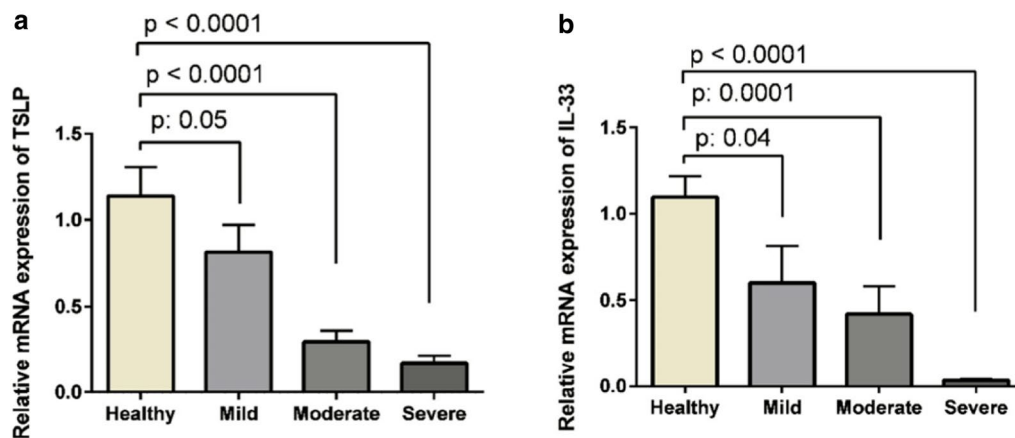 a
p < 0.0001
p < 0.0001
p: 0.05
Relative mRNA expression of TSLP
1.5
1.0
0.5
0.0
Healthy Mild Moderate Severe
b
p < 0.0001
p: 0.0001
p: 0.04
Relative mRNA expression of IL-33
1.5
1.0
0.5
0.0
Healthy Mild Moderate Severe